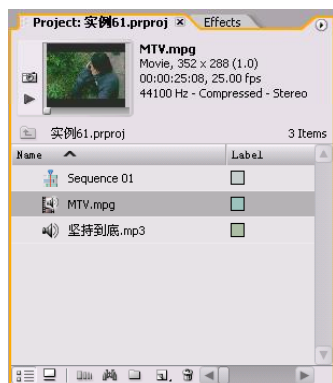 Project: 实例61.prproj × Effects
MTV.mpg
Movie, 352 x 288 (1.0)
00:00:25:08, 25.00 fps
44100 Hz - Compressed - Stereo
实例61.prproj 3 Items
Name Label
Sequence 01
MTV.mpg
坚持到底.mp3